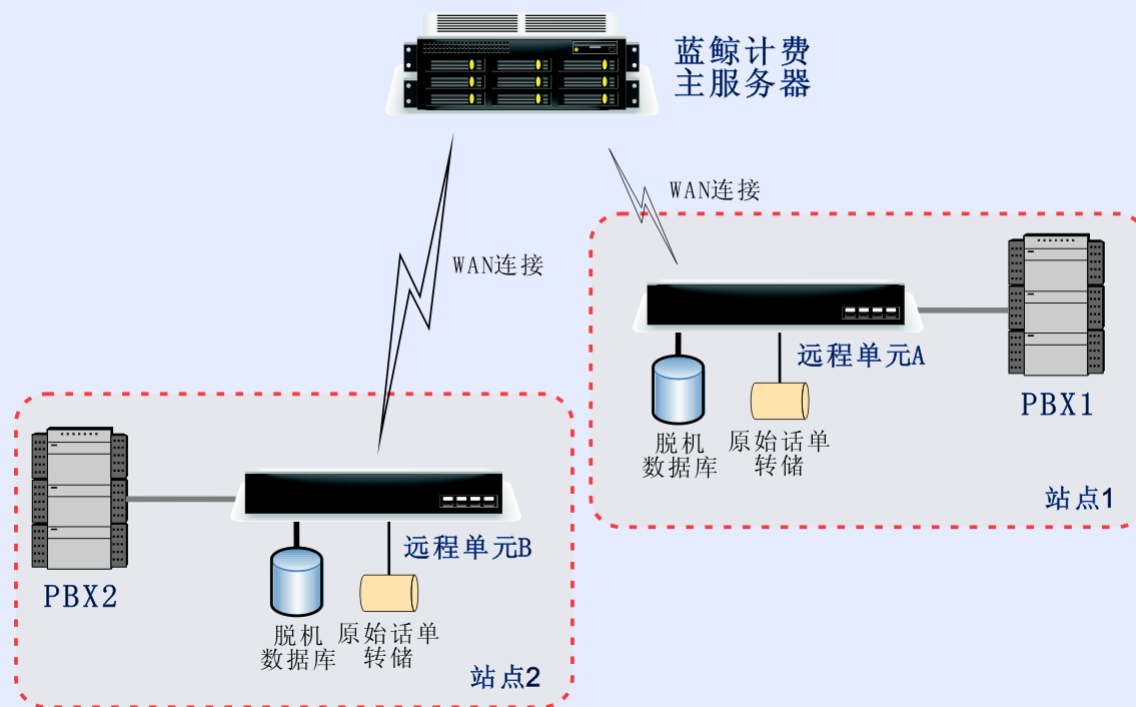 蓝鲸计费
主服务器
WAN连接
WAN连接
远程单元A
PBX1
脱机
数据库
原始话单
转储
站点1
远程单元B
PBX2
脱机
数据库
原始话单
转储
站点2